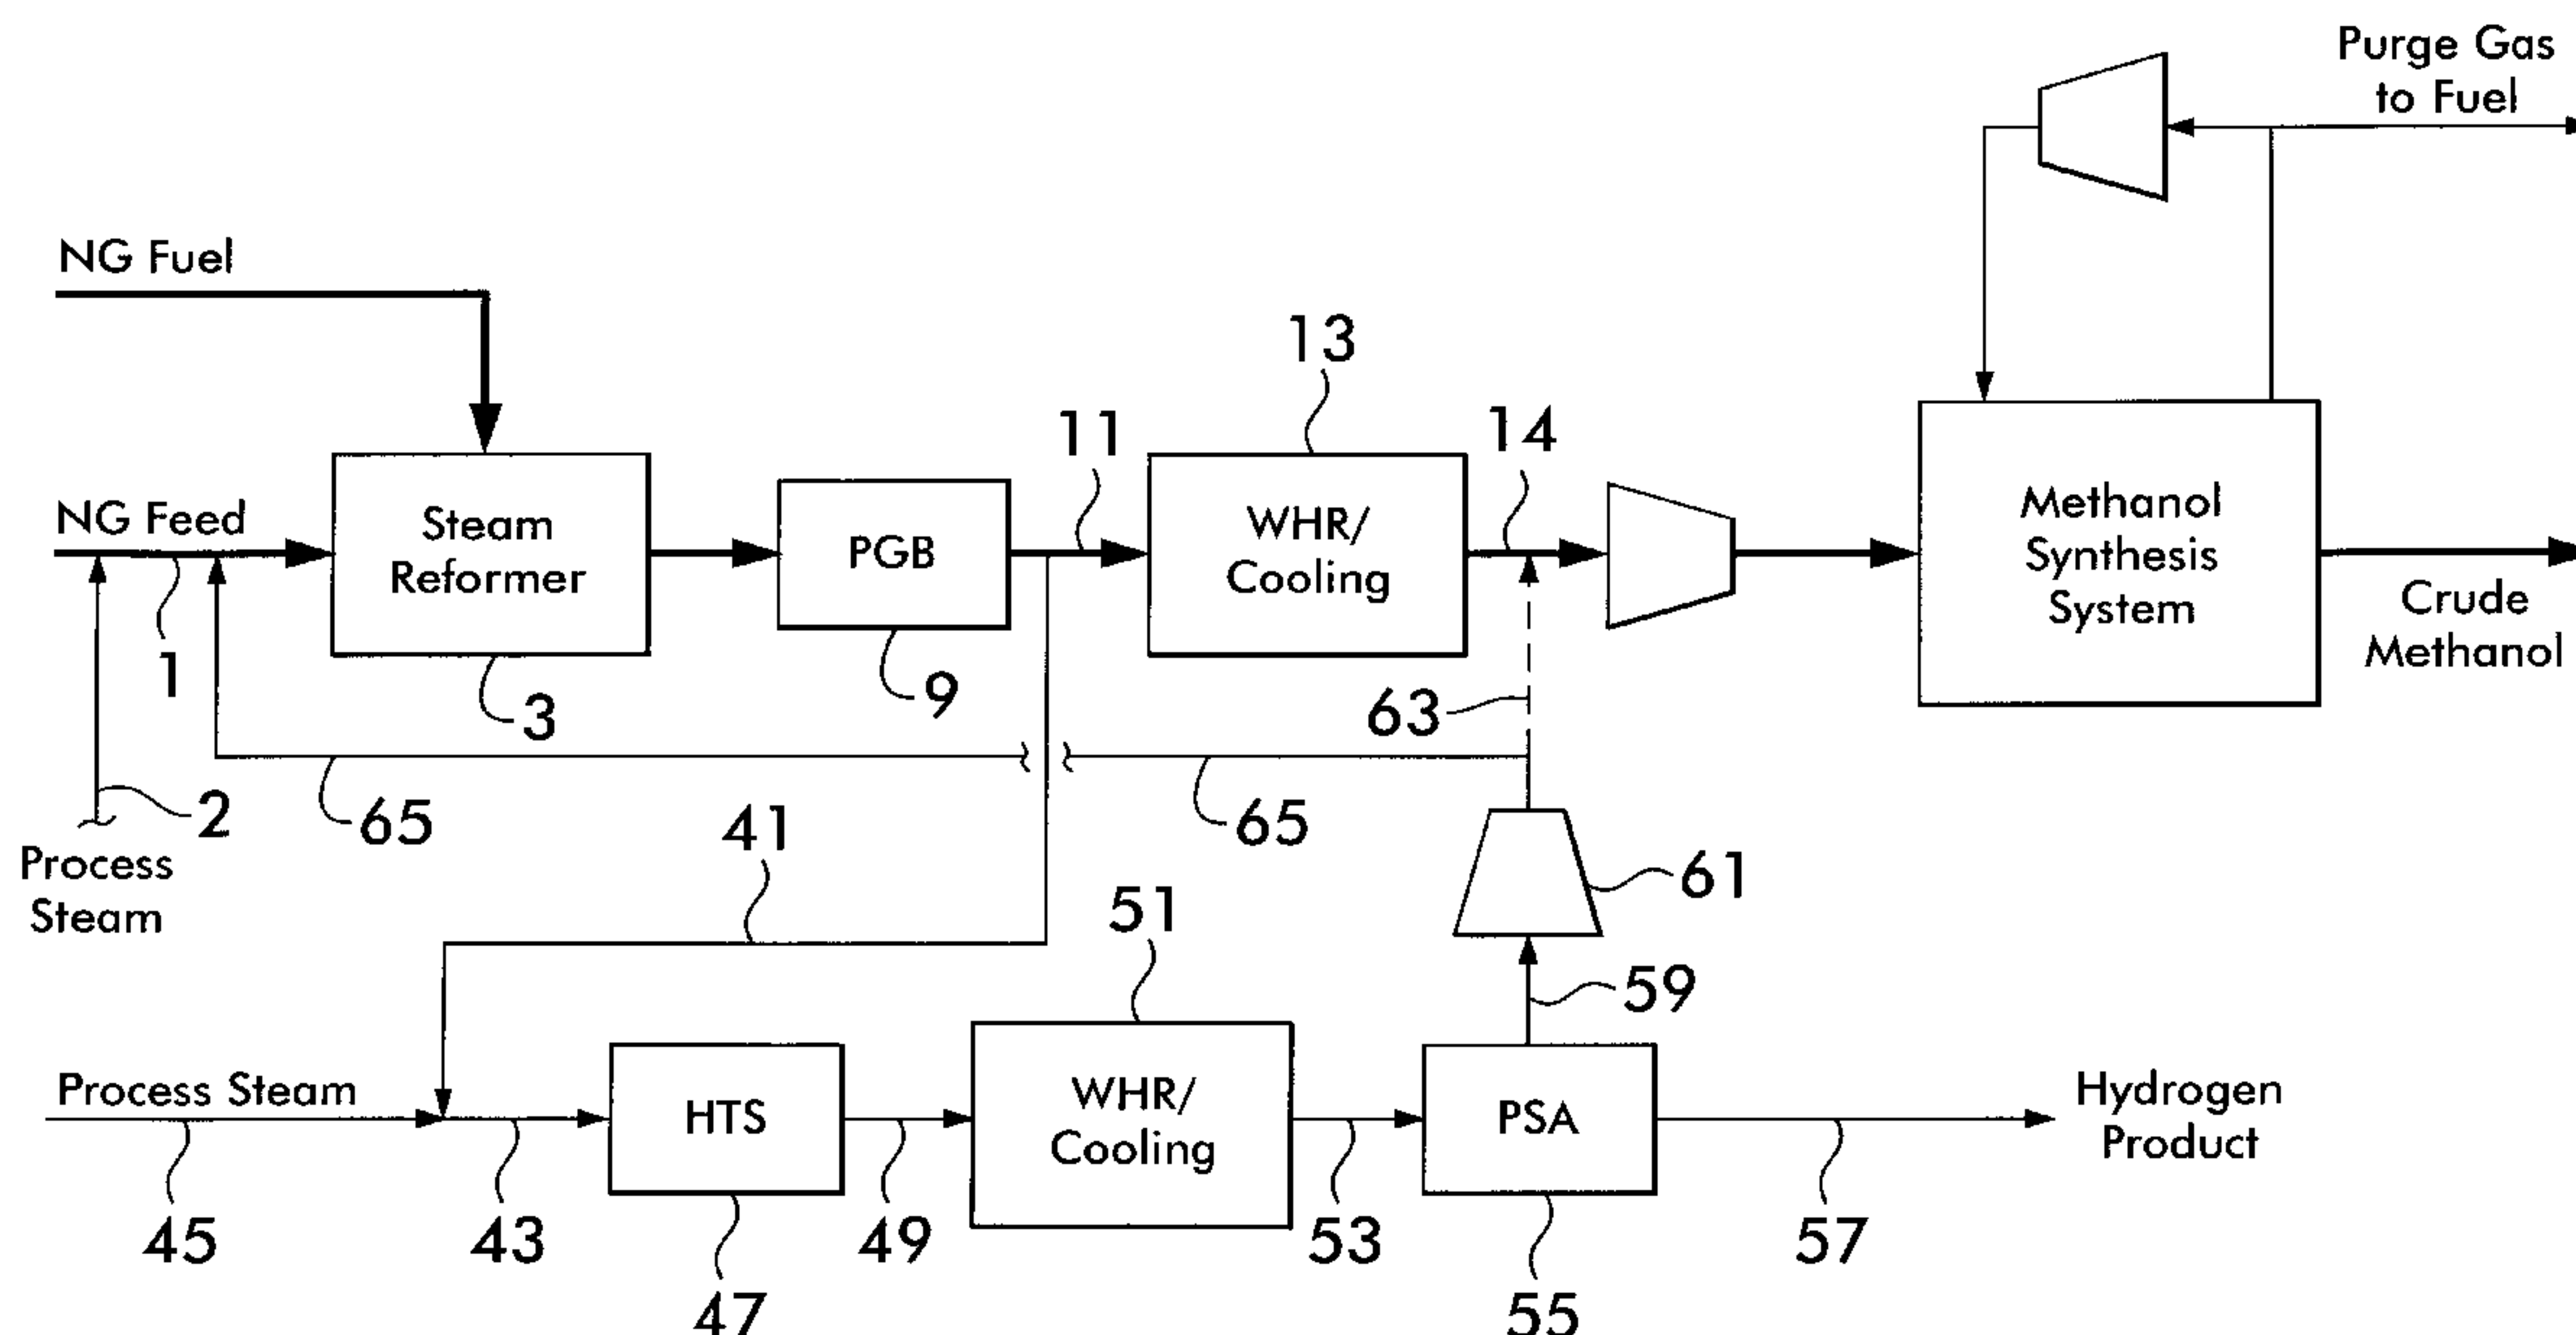 Purge Gas
to Fuel
NG Fuel
13
11
14
NG Feed
Steam
Reformer
PGB
WHR/
Cooling
Methanol
Synthesis
System
Crude
Methanol
1
3
9
63
2
65
41
65
61
Process
Steam
51
59
Process Steam
HTS
WHR/
Cooling
PSA
Hydrogen
Product
45
43
49
53
57
47
55